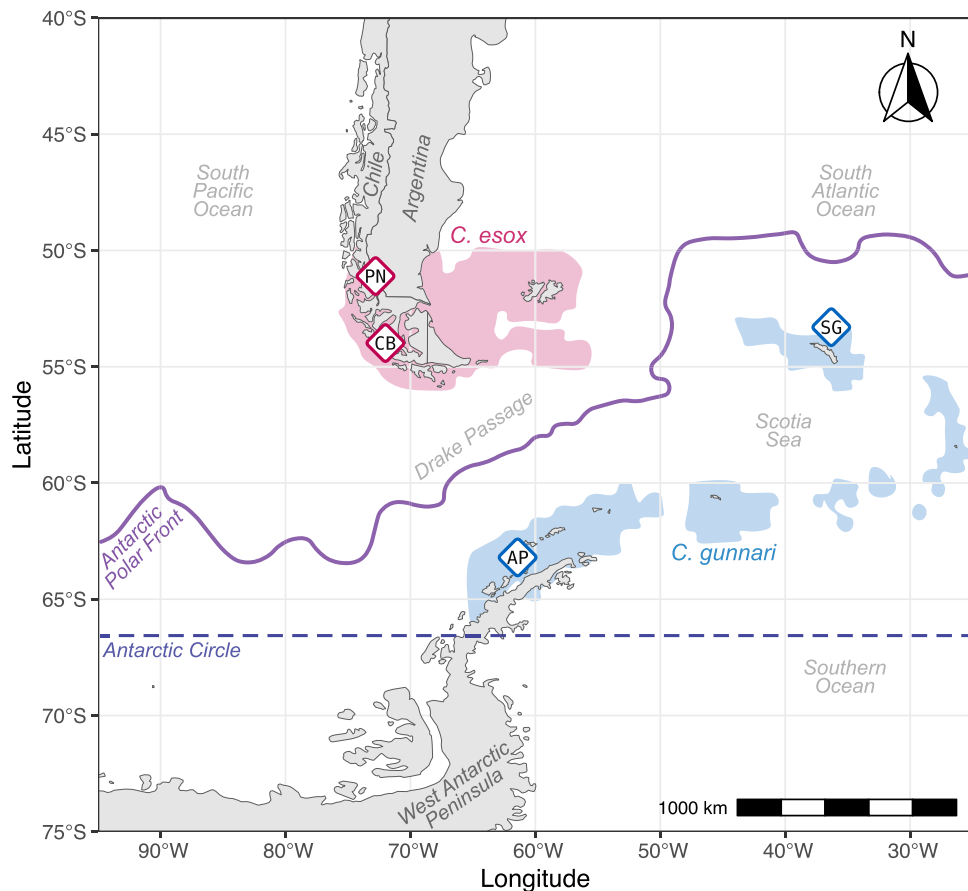 40°S
45°S
50°S
55°S
60°S
65°S
70°S
75°S
Latitude
90°W
80°W
70°W
60°W
50°W
40°W
30°W
Longitude
N
South
Pacific
Ocean
Chile
Argentina
South
Atlantic
Ocean
C. esox
PN
CB
SG
Drake Passage
Scotia
Sea
Antarctic
Polar Front
AP
C. gunnari
Antarctic Circle
Southern
Ocean
West Antarctic
Peninsula
1000 km